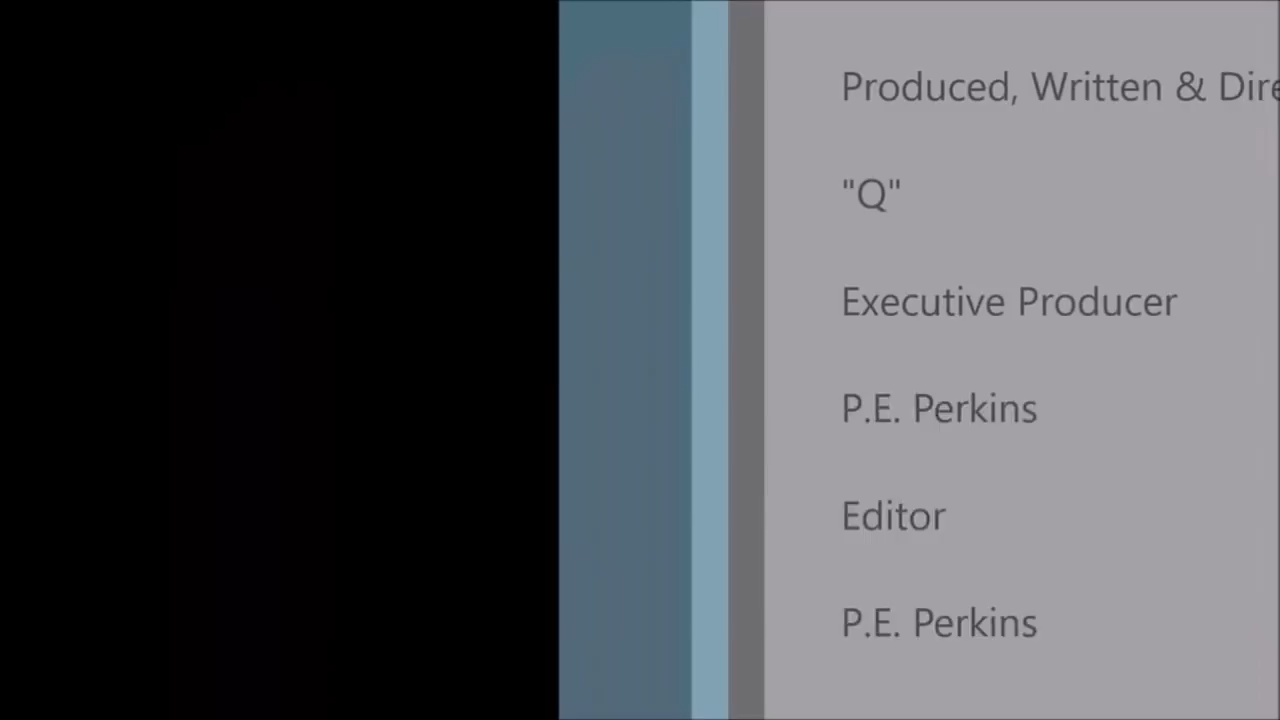 Produced, Written & Dire
"Q"
Executive Producer
P.E. Perkins
Editor
P.E. Perkins